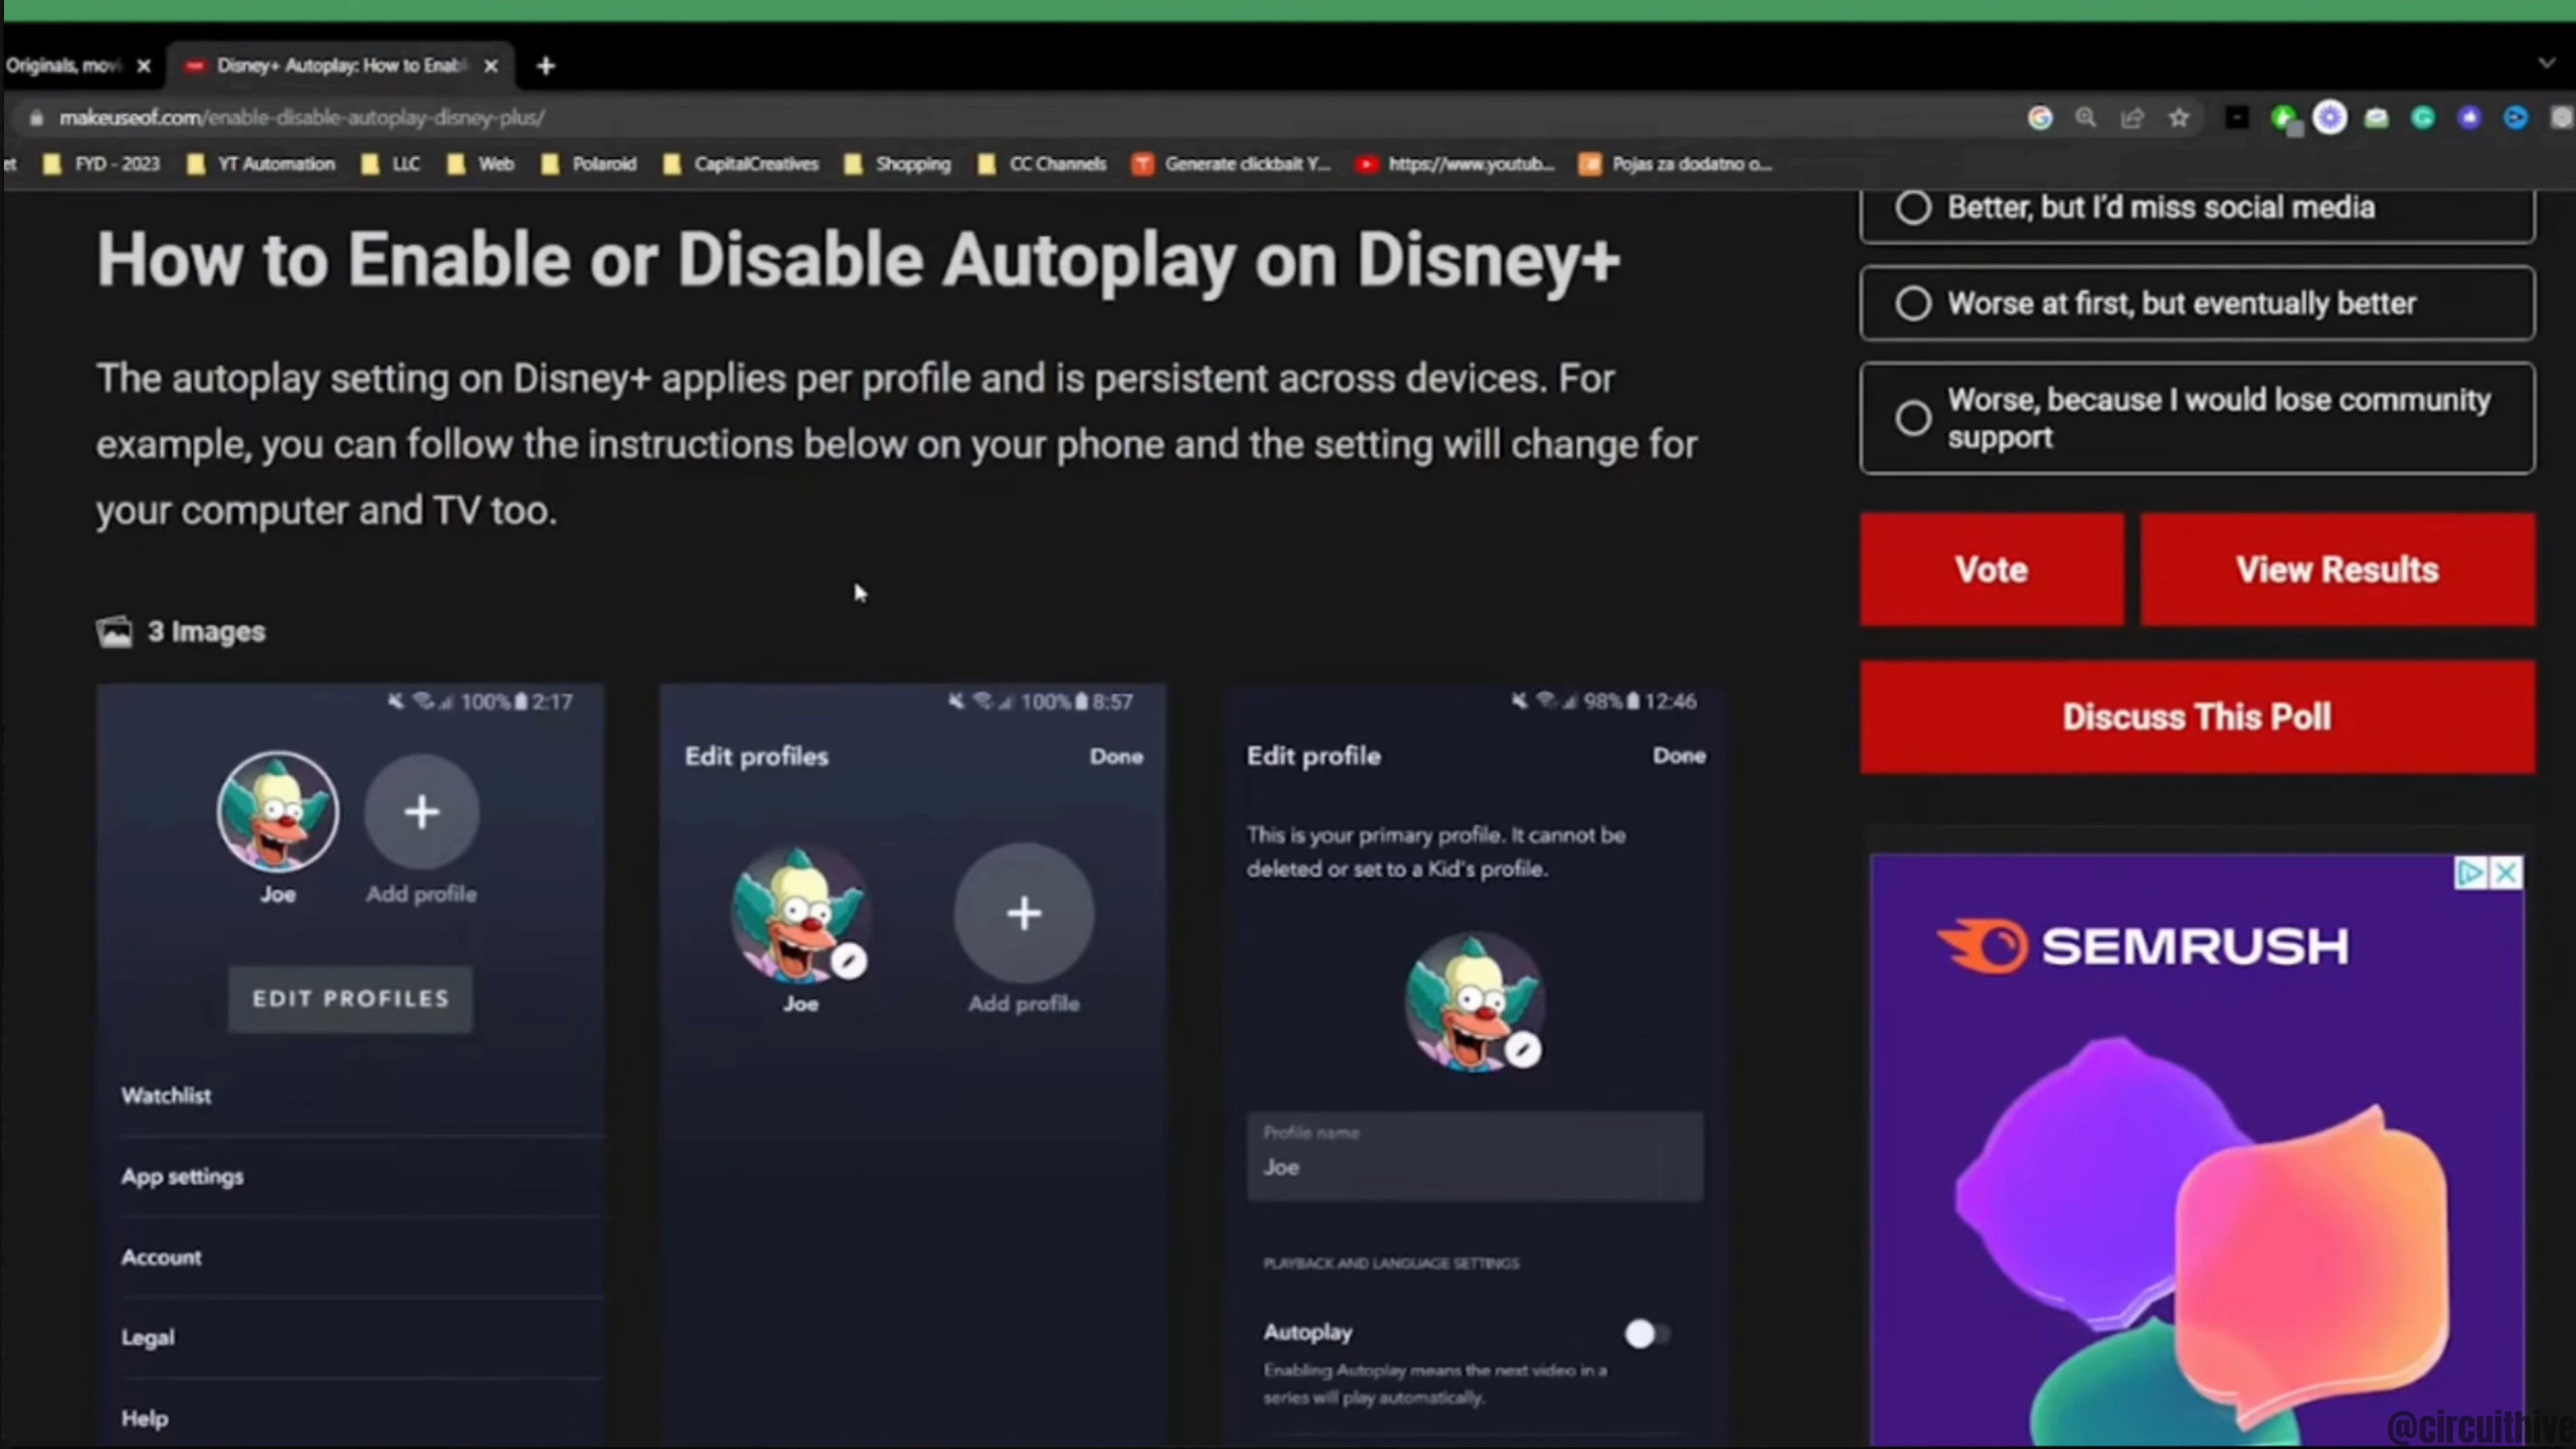 Originals, movi
Disney+ Autoplay: How to Enabl
makeuseof.com/enable-disable-autoplay-disney-plus/
et
FYD - 2023
YT Automation
LLC
Web
Polaroid
CapitalCreatives
Shopping
CC Channels
Generate clickbait Y...
https://www.youtub...
Pojas za dodatno o...
How to Enable or Disable Autoplay on Disney+
The autoplay setting on Disney+ applies per profile and is persistent across devices. For
example, you can follow the instructions below on your phone and the setting will change for
your computer and TV too.
3 Images
100% 2:17
Joe
Add profile
EDIT PROFILES
Watchlist
App settings
Account
Legal
Help
100% 8:57
Edit profiles
Done
Joe
Add profile
98% 12:46
Edit profile
Done
This is your primary profile. It cannot be
deleted or set to a Kid's profile.
Profile name
Joe
PLAYBACK AND LANGUAGE SETTINGS
Autoplay
Enabling Autoplay means the next video in a
series will play automatically.
Better, but I'd miss social media
Worse at first, but eventually better
Worse, because I would lose community
support
Vote
View Results
Discuss This Poll
SEMRUSH
@circuithive